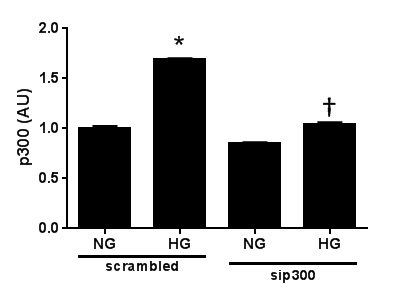 2.0
*
1.5
†
p300 (AU)
1.0
0.5
0.0
NG HG NG HG
scrambled
sip300